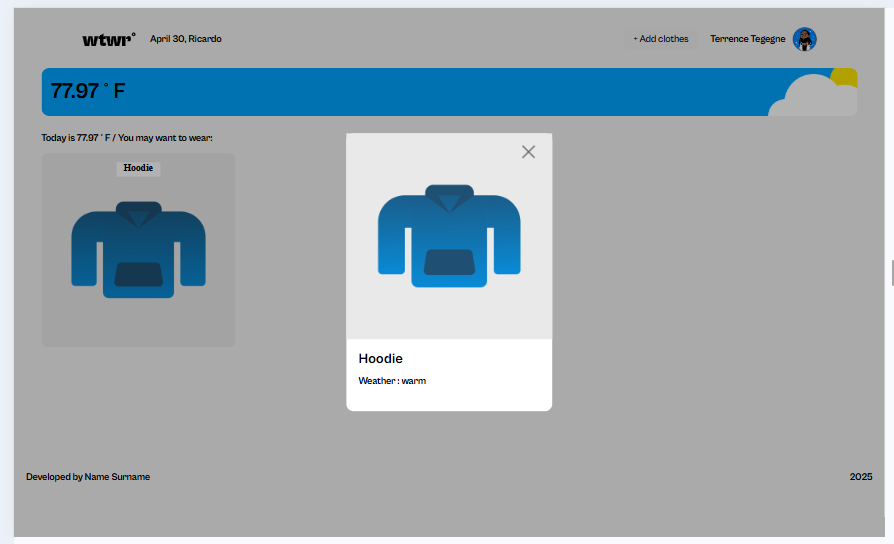 wtwr° April 30, Ricardo + Add clothes Terrence Tegegne
77.97 ° F
Today is 77.97 ° F / You may want to wear:
Hoodie
Hoodie
Weather : warm
Developed by Name Surname 2025